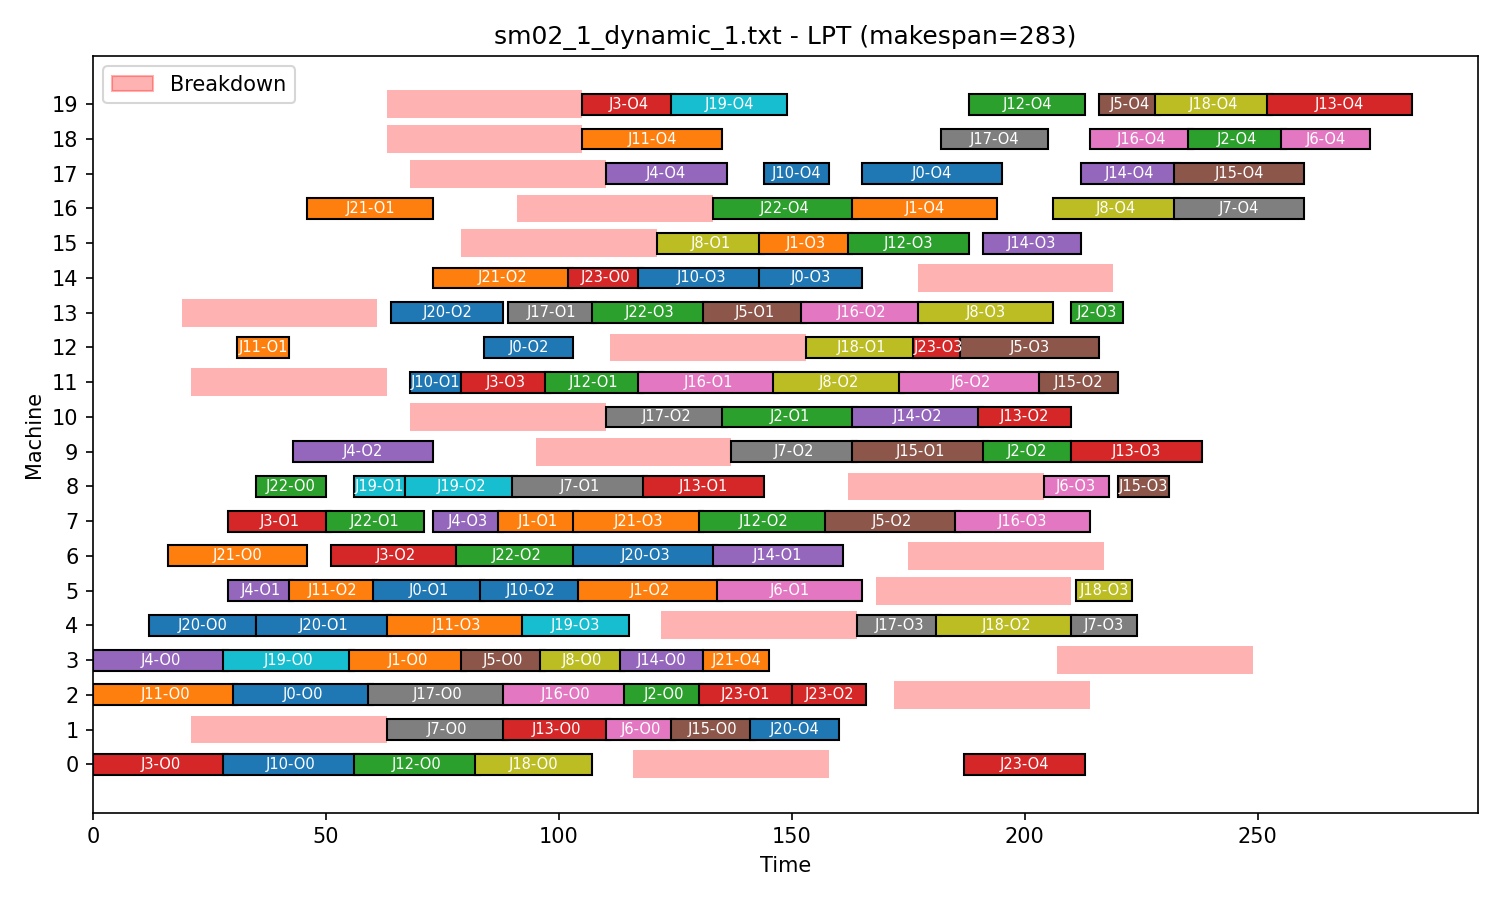 sm02_1_dynamic_1.txt - LPT (makespan=283)
Breakdown
Machine
19 J3-O4 J19-O4 J12-O4 J5-O4 J18-O4 J13-O4
18 J11-O4 J17-O4 J16-O4 J2-O4 J6-O4
17 J4-O4 J10-O4 J0-O4 J14-O4 J15-O4
16 J21-O1 J22-O4 J1-O4 J8-O4 J7-O4
15 J8-O1 J1-O3 J12-O3 J14-O3
14 J21-O2 J23-O0 J10-O3 J0-O3
13 J20-O2 J17-O1 J22-O3 J5-O1 J16-O2 J8-O3 J2-O3
12 J11-O1 J0-O2 J18-O1 J23-O3 J5-O3
11 J10-O1 J3-O3 J12-O1 J16-O1 J8-O2 J6-O2 J15-O2
10 J17-O2 J2-O1 J14-O2 J13-O2
9 J4-O2 J7-O2 J15-O1 J2-O2 J13-O3
8 J22-O0 J19-O1 J19-O2 J7-O1 J13-O1 J6-O3 J15-O3
7 J3-O1 J22-O1 J4-O3 J1-O1 J21-O3 J12-O2 J5-O2 J16-O3
6 J21-O0 J3-O2 J22-O2 J20-O3 J14-O1
5 J4-O1 J11-O2 J0-O1 J10-O2 J1-O2 J6-O1 J18-O3
4 J20-O0 J20-O1 J11-O3 J19-O3 J17-O3 J18-O2 J7-O3
3 J4-O0 J19-O0 J1-O0 J5-O0 J8-O0 J14-O0 J21-O4
2 J11-O0 J0-O0 J17-O0 J16-O0 J2-O0 J23-O1 J23-O2
1 J7-O0 J13-O0 J6-O0 J15-O0 J20-O4
0 J3-O0 J10-O0 J12-O0 J18-O0 J23-O4
0 50 100 150 200 250
Time